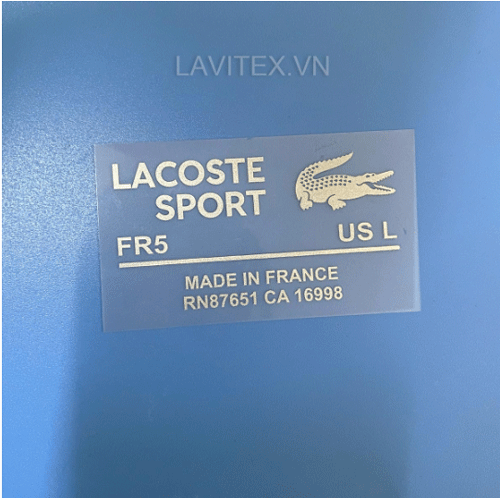 LAVITEX.VN
LACOSTE
SPORT
FR5 US L
MADE IN FRANCE
RN87651 CA 16998